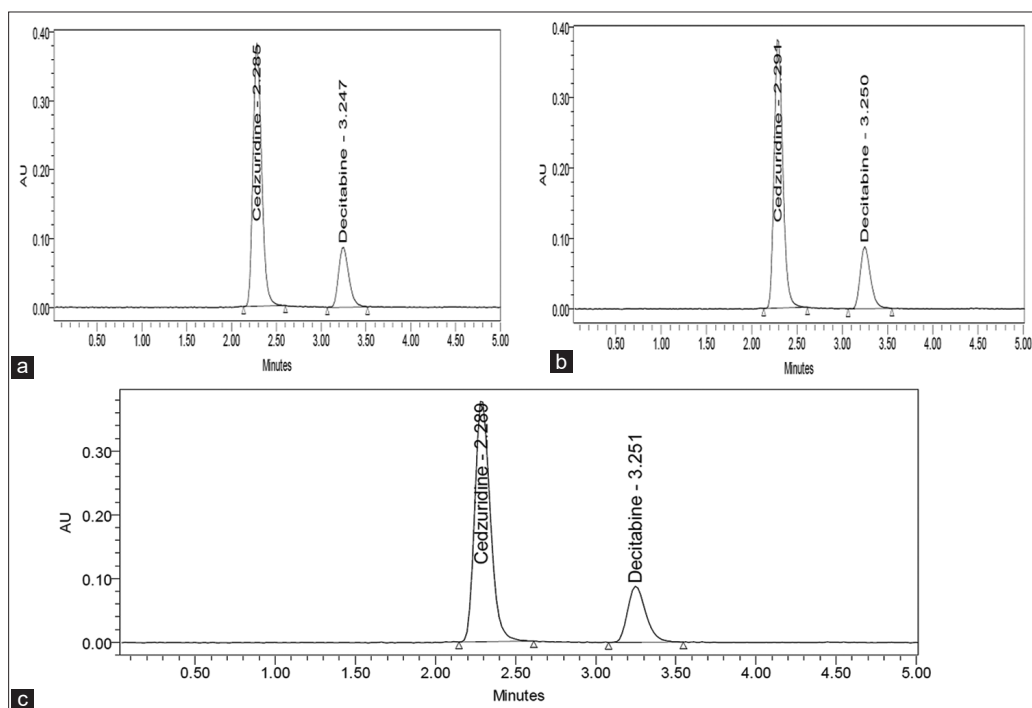 0.40
0.30
0.20
0.10
0.00
AU
Cedzuridine - 2.285
Decitabine - 3.247
0.50 1.00 1.50 2.00 2.50 3.00 3.50 4.00 4.50 5.00
Minutes
a
0.40
0.30
0.20
0.10
0.00
AU
Cedzuridine - 2.291
Decitabine - 3.250
0.50 1.00 1.50 2.00 2.50 3.00 3.50 4.00 4.50 5.00
Minutes
b
0.30
0.20
0.10
0.00
AU
Cedzuridine - 2.289
Decitabine - 3.251
0.50 1.00 1.50 2.00 2.50 3.00 3.50 4.00 4.50 5.00
Minutes
c